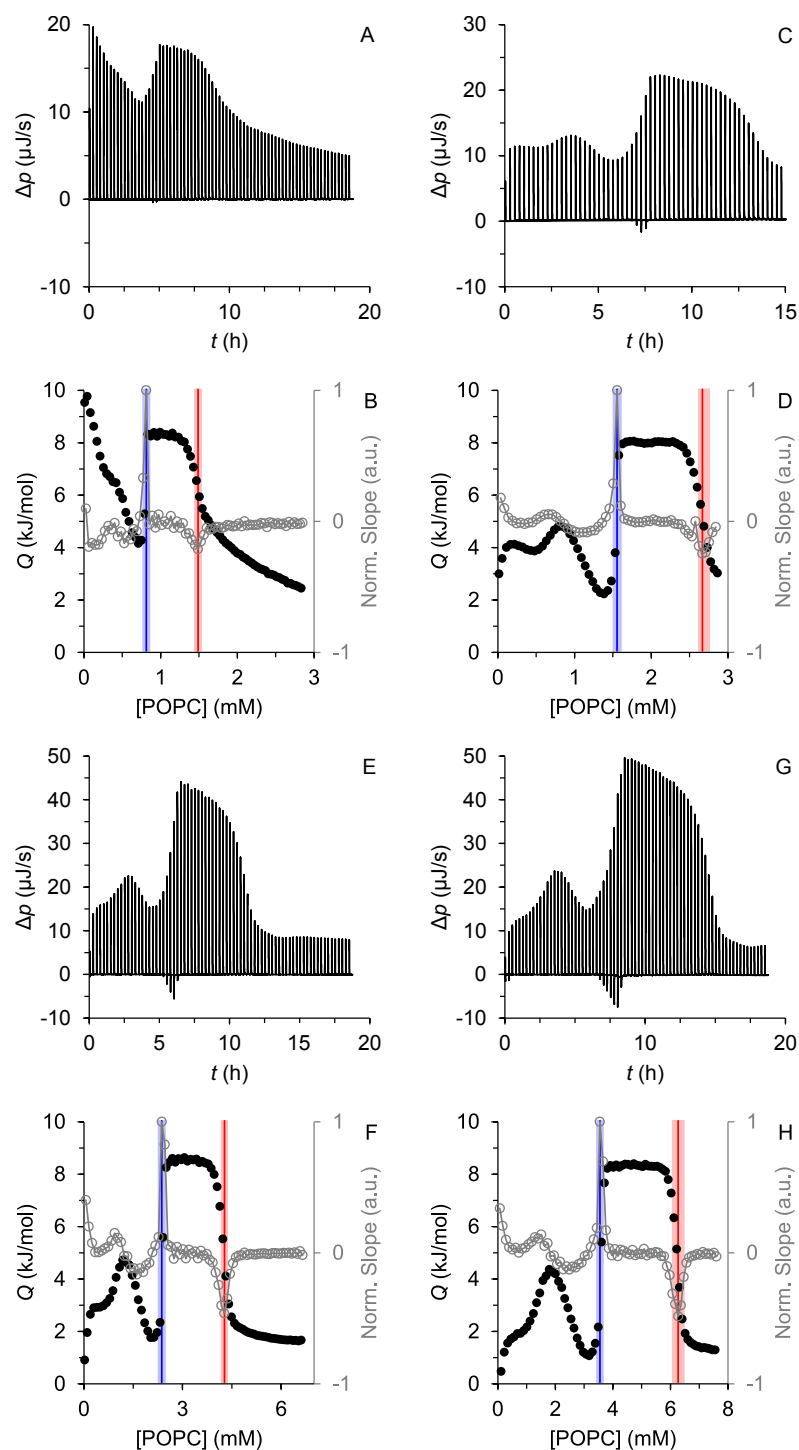 A
20
10
0
-10
Δp (µJ/s)
0 5 10 15 20
t (h)
C
30
20
10
0
-10
Δp (µJ/s)
0 5 10 15
t (h)
B
10
8
6
4
2
0
Q (kJ/mol)
1
0
-1
Norm. Slope (a.u.)
0 1 2 3
[POPC] (mM)
D
10
8
6
4
2
0
Q (kJ/mol)
1
0
-1
Norm. Slope (a.u.)
0 1 2 3
[POPC] (mM)
E
50
40
30
20
10
0
-10
Δp (µJ/s)
0 5 10 15 20
t (h)
G
50
40
30
20
10
0
-10
Δp (µJ/s)
0 10 15 20
t (h)
F
10
8
6
4
2
0
Q (kJ/mol)
1
0
-1
Norm. Slope (a.u.)
0 3 6
[POPC] (mM)
H
10
8
6
4
2
0
Q (kJ/mol)
1
0
-1
Norm. Slope (a.u.)
0 2 4 6 8
[POPC] (mM)